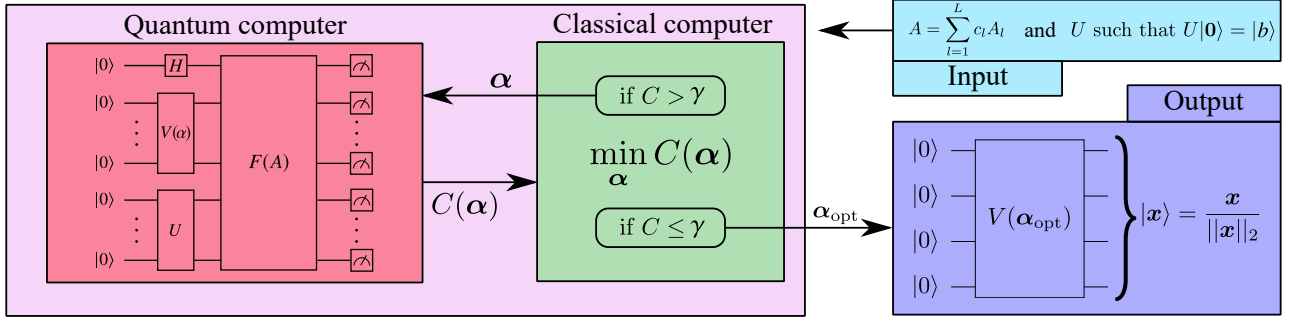 Quantum computer
Classical computer
|0⟩
H
|0⟩
V(α)
|0⟩
|0⟩
U
|0⟩
F(A)
α
C(α)
if C > γ
min C(α)
α
if C ≤ γ
A = ∑_{l=1}^{L} c_l A_l and U such that U|0⟩ = |b⟩
Input
Output
α_opt
|0⟩
|0⟩
|0⟩
|0⟩
V(α_opt)
|x⟩ = x / ||x||₂